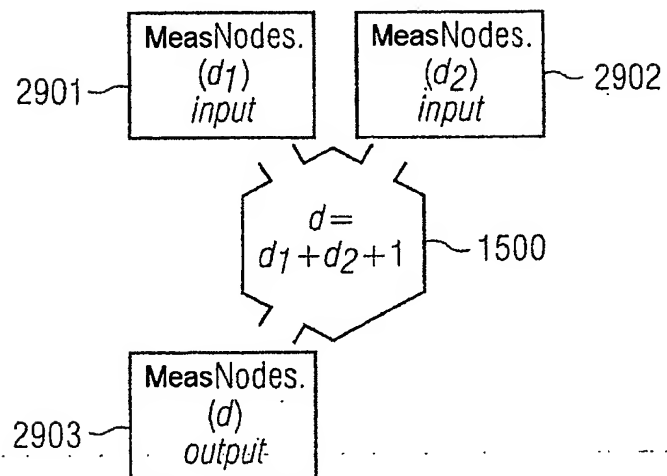 MeasNodes.
(d1)
input
2901
MeasNodes.
(d2)
input
2902
d=
d1+d2+1
1500
MeasNodes.
(d)
output
2903